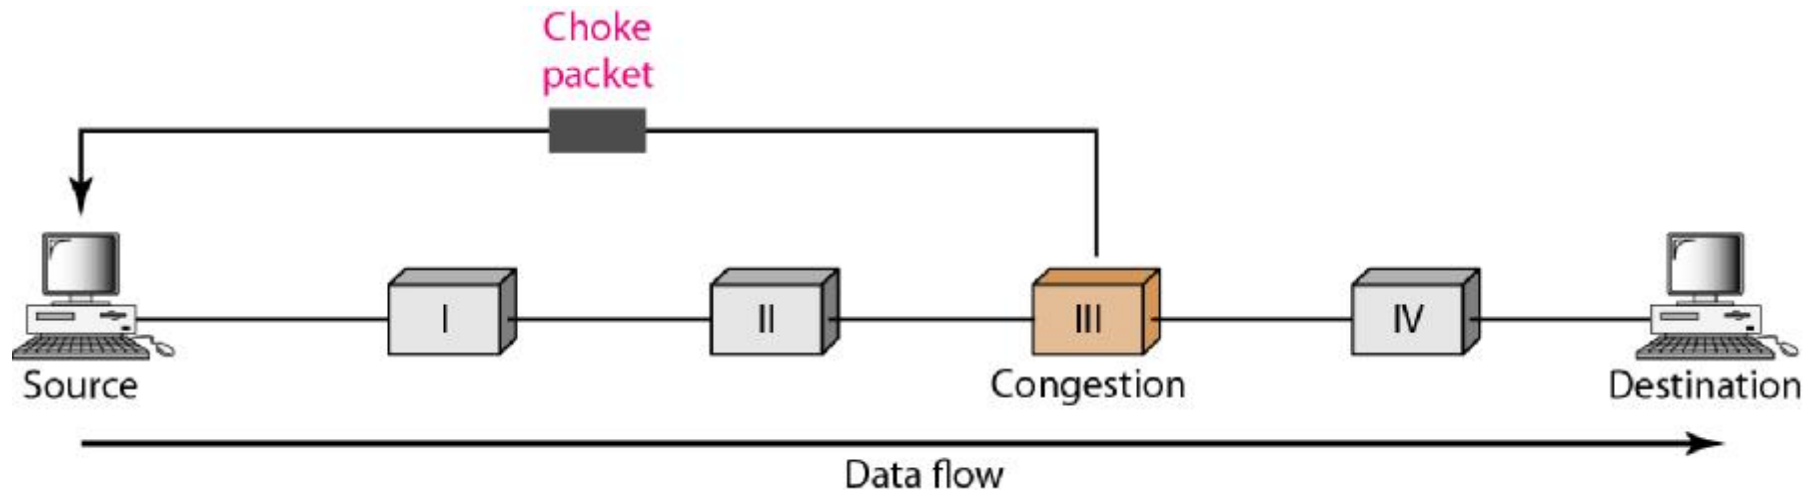 Choke
packet
I
II
III
IV
Source
Congestion
Destination
Data flow